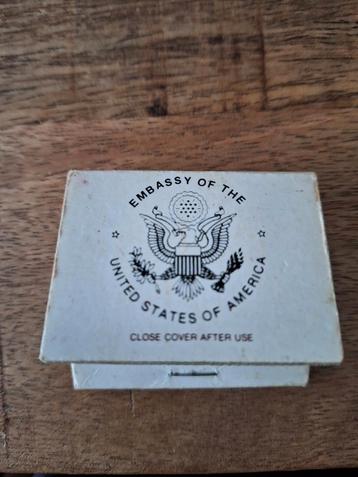 EMBASSY OF THE
UNITED STATES OF AMERICA
CLOSE COVER AFTER USE